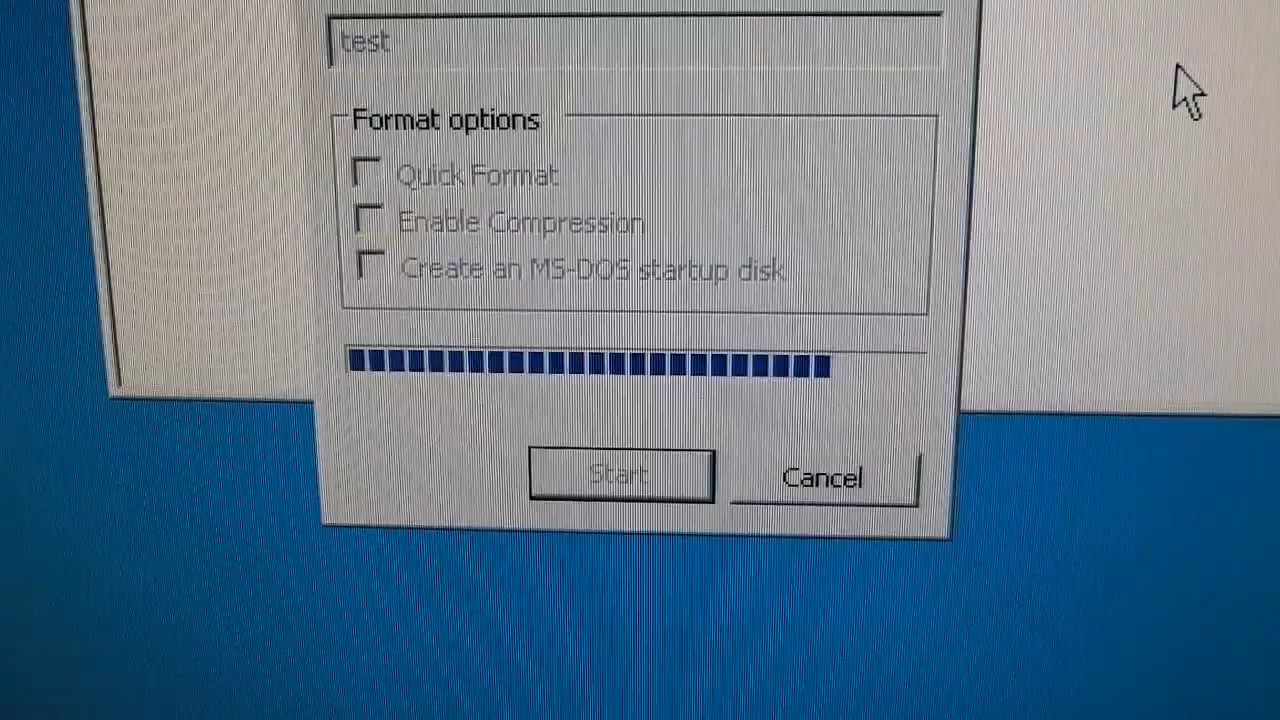 test
Format options
Quick Format
Enable Compression
Create an MS-DOS startup disk
Start
Cancel